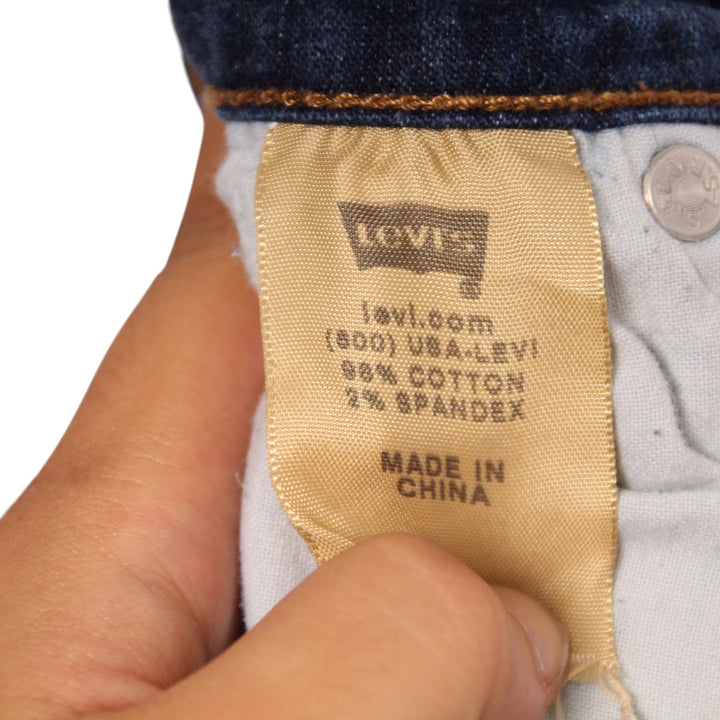 LEVI'S
levi.com
(800) USA-LEVI
98% COTTON
2% SPANDEX
MADE IN
CHINA